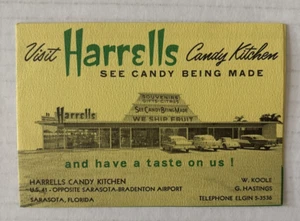 Visit Harrells Candy Kitchen
SEE CANDY BEING MADE
SOUVENIRS
GIFTS-CITRUS
Harrells
SEE CANDY BEING MADE
WE SHIP FRUIT
and have a taste on us !
HARRELLS CANDY KITCHEN
U.S. 41 - OPPOSITE SARASOTA-BRADENTON AIRPORT
SARASOTA, FLORIDA
W. KOOLE
G. HASTINGS
TELEPHONE ELGIN 5-3536